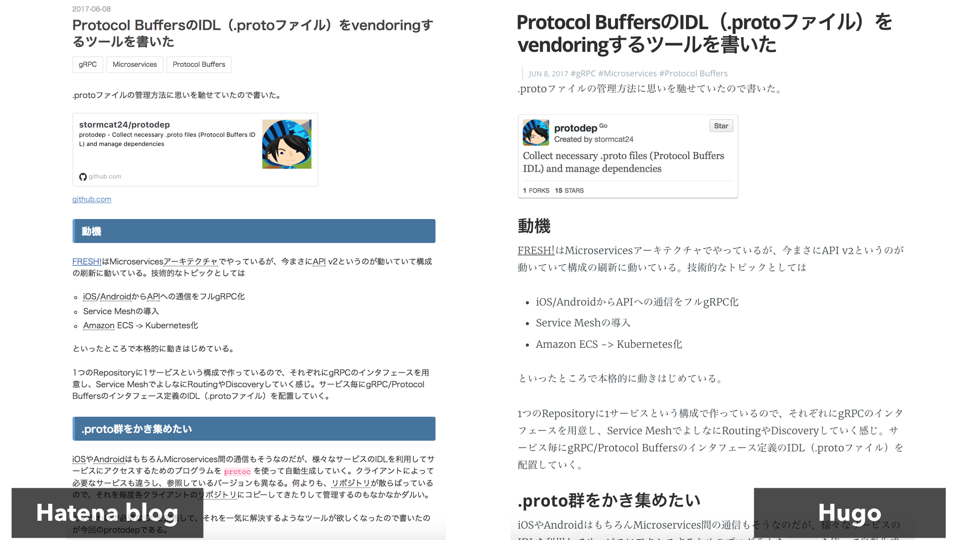 2017-06-08
Protocol BuffersのIDL（.protoファイル）をvendoringす
るツールを書いた
gRPC Microservices Protocol Buffers
.protoファイルの管理方法に思いを馳せていたので書いた。
stormcat24/protodep
protodep - Collect necessary .proto files (Protocol Buffers ID
L) and manage dependencies
github.com
github.com
動機
FRESH!はMicroservicesアーキテクチャでやっているが、今まさにAPI v2というのが動いていて構成
の刷新に動いている。技術的なトピックとしては
iOS/AndroidからAPIへの通信をフルgRPC化
Service Meshの導入
Amazon ECS -> Kubernetes化
といったところで本格的に動きはじめている。
1つのRepositoryに1サービスという構成で作っているので、それぞれにgRPCのインタフェースを用
意し、Service MeshでよしなにRoutingやDiscoveryしていく感じ。サービス毎にgRPC/Protocol
Buffersのインタフェース定義のIDL（.protoファイル）を配置していく。
.proto群をかき集めたい
iOSやAndroidはもちろんMicroservices間の通信もそうなのだが、様々なサービスのIDLを利用してサ
ービスにアクセスするためのプログラムを protoc を使って自動生成していく。クライアントによって
必要なサービスも違うし、参照しているバージョンも異なる。何よりも、リポジトリが散らばっている
ので、それを毎度各クライアントのリポジトリにコピーしてきたりして管理するのもなかなかダルい。
て、それを一気に解決するようなツールが欲しくなったので書いたの
が今回のprotodepである。
Hatena blog
Protocol BuffersのIDL（.protoファイル）を
vendoringするツールを書いた
JUN 8, 2017 #gRPC #Microservices #Protocol Buffers
.protoファイルの管理方法に思いを馳せていたので書いた。
protodep Go
Star
Created by stormcat24
Collect necessary .proto files (Protocol Buffers
IDL) and manage dependencies
1 FORKS 15 STARS
動機
FRESH!はMicroservicesアーキテクチャでやっているが、今まさにAPI v2というのが
動いていて構成の刷新に動いている。技術的なトピックとしては
iOS/AndroidからAPIへの通信をフルgRPC化
Service Meshの導入
Amazon ECS -> Kubernetes化
といったところで本格的に動きはじめている。
1つのRepositoryに1サービスという構成で作っているので、それぞれにgRPCのインタ
フェースを用意し、Service MeshでよしなにRoutingやDiscoveryしていく感じ。サ
ービス毎にgRPC/Protocol Buffersのインタフェース定義のIDL（.protoファイル）を
配置していく。
.proto群をかき集めたい
iOSやAndroidはもちろんMicroservices間の通信もそうなのだが、様々なサービスの
Hugo